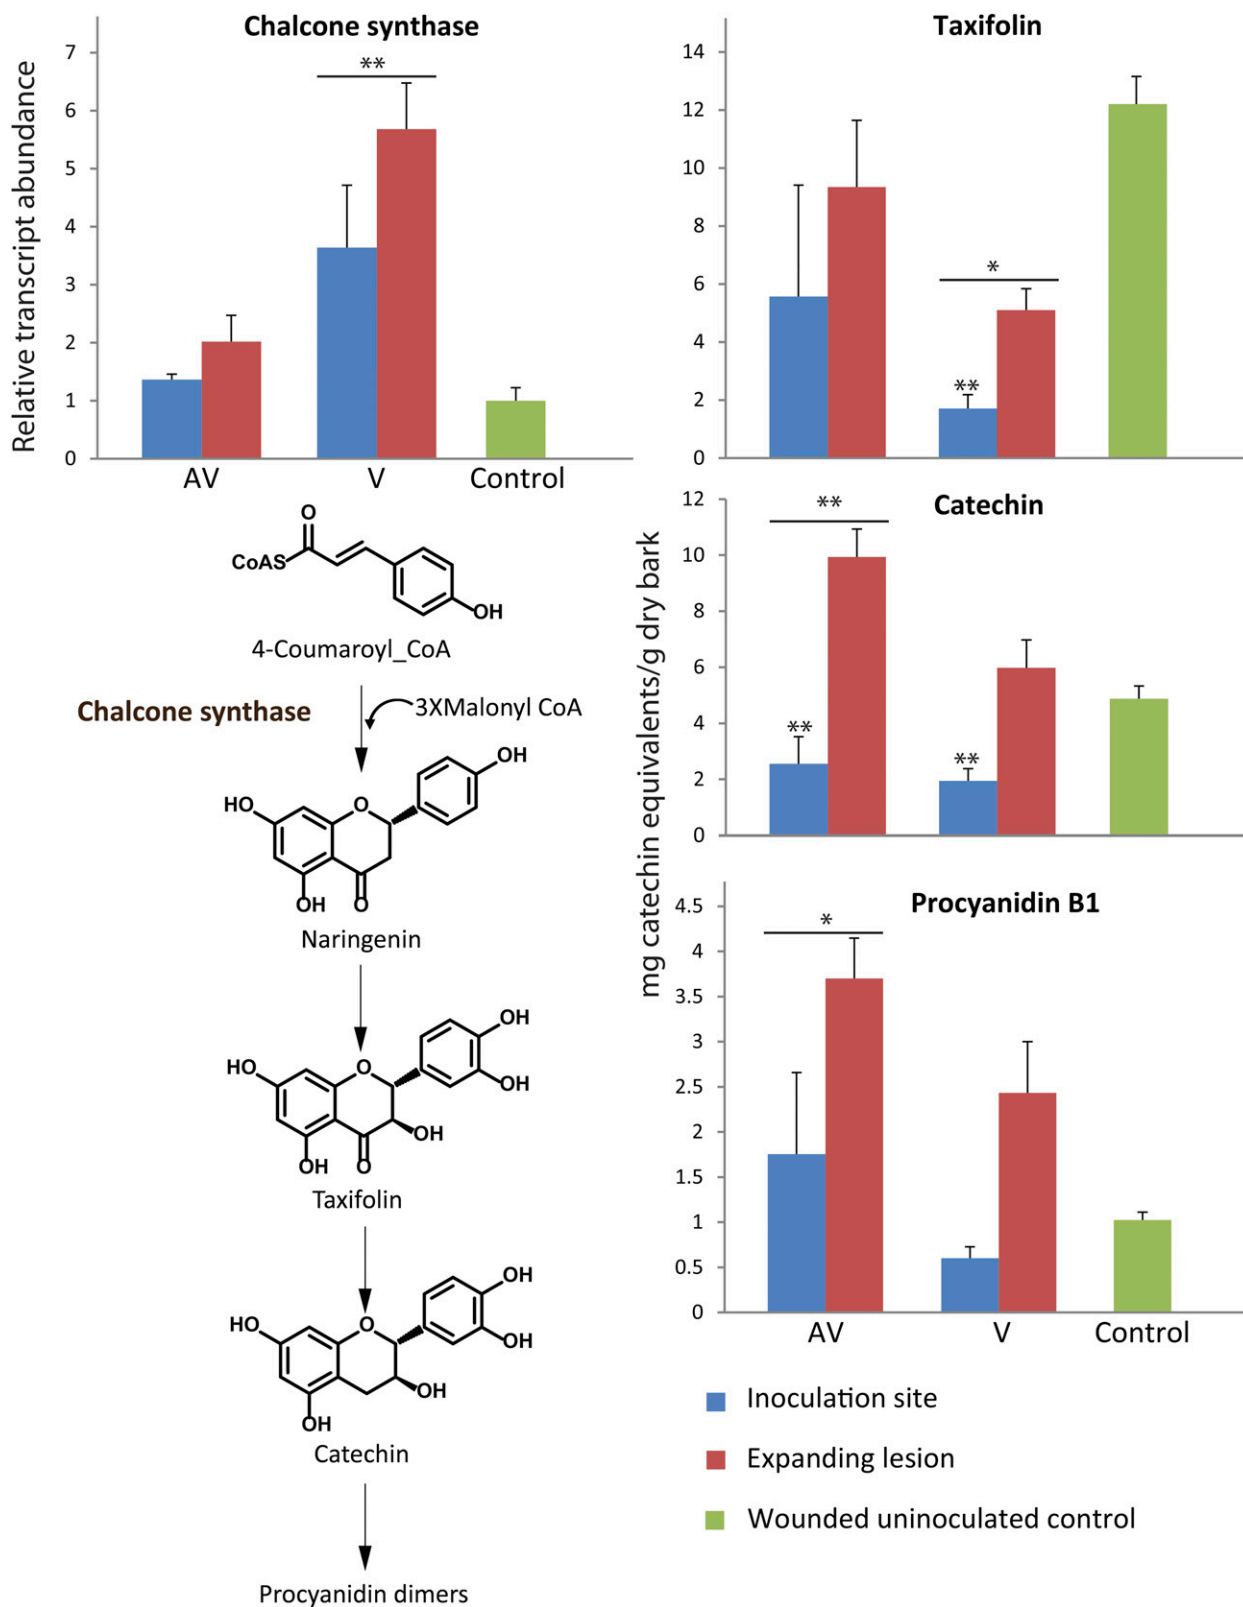 Chalcone synthase
Relative transcript abundance
7
6
5
4
3
2
1
0
**
AV
V
Control
CoAS
O
OH
4-Coumaroyl_CoA
Chalcone synthase
3XMalonyl CoA
OH
HO
O
OH
O
Naringenin
OH
HO
O
OH
OH
OH
O
Taxifolin
OH
HO
O
OH
OH
OH
Catechin
Procyanidin dimers
mg catechin equivalents/g dry bark
Taxifolin
14
12
10
8
6
4
2
0
*
**
Catechin
12
10
8
6
4
2
0
**
**
**
Procyanidin B1
4.5
4
3.5
3
2.5
2
1.5
1
0.5
0
*
AV
V
Control
Inoculation site
Expanding lesion
Wounded uninoculated control